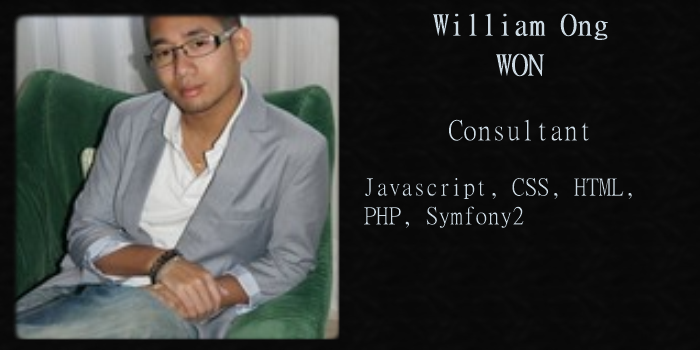 William Ong
WON
Consultant
Javascript, CSS, HTML,
PHP, Symfony2